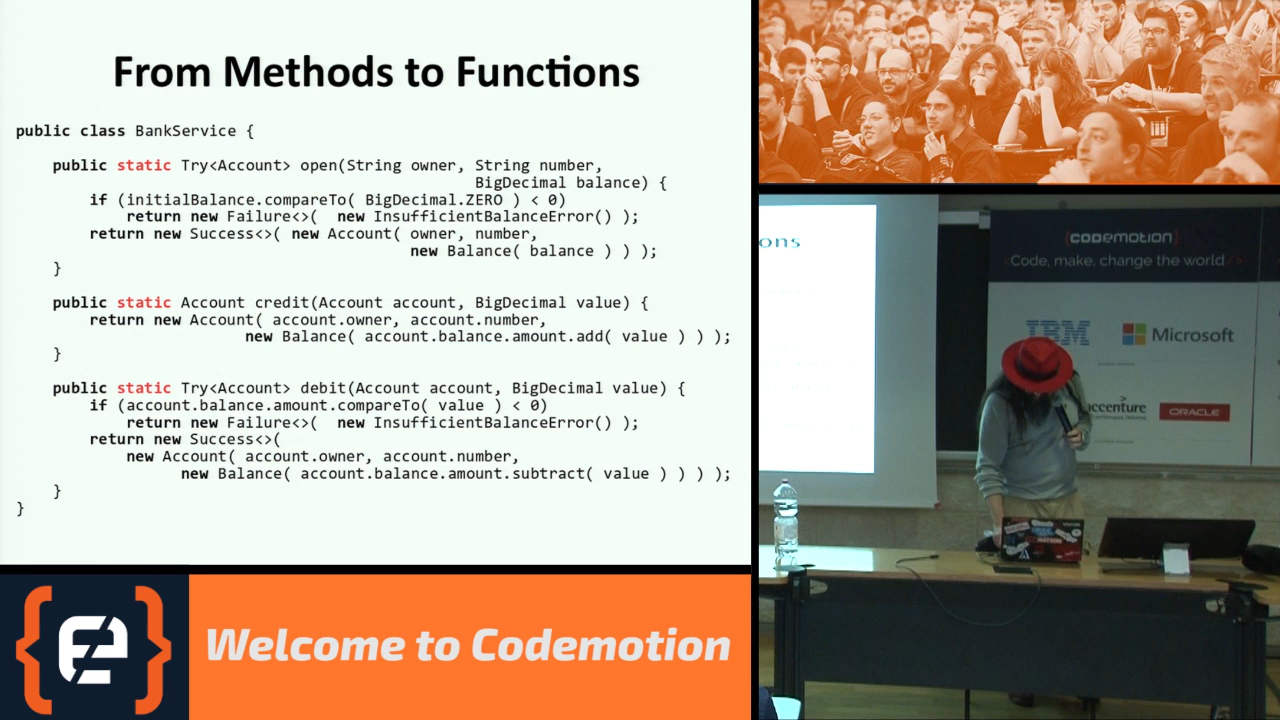 From Methods to Functions
public class BankService {
public static Try<Account> open(String owner, String number,
BigDecimal balance) {
if (initialBalance.compareTo( BigDecimal.ZERO ) < 0)
return new Failure<>(  new InsufficientBalanceError() );
return new Success<>( new Account( owner, number,
new Balance( balance ) ) );
}
public static Account credit(Account account, BigDecimal value) {
return new Account( account.owner, account.number,
new Balance( account.balance.amount.add( value ) ) );
}
public static Try<Account> debit(Account account, BigDecimal value) {
if (account.balance.amount.compareTo( value ) < 0)
return new Failure<>(  new InsufficientBalanceError() );
return new Success<>(
new Account( account.owner, account.number,
new Balance( account.balance.amount.subtract( value ) ) ) );
}
}
Welcome to Codemotion
ons
{codemotion}
<Code, make, change the world/>
IBM
Microsoft
accenture
ORACLE
NATION